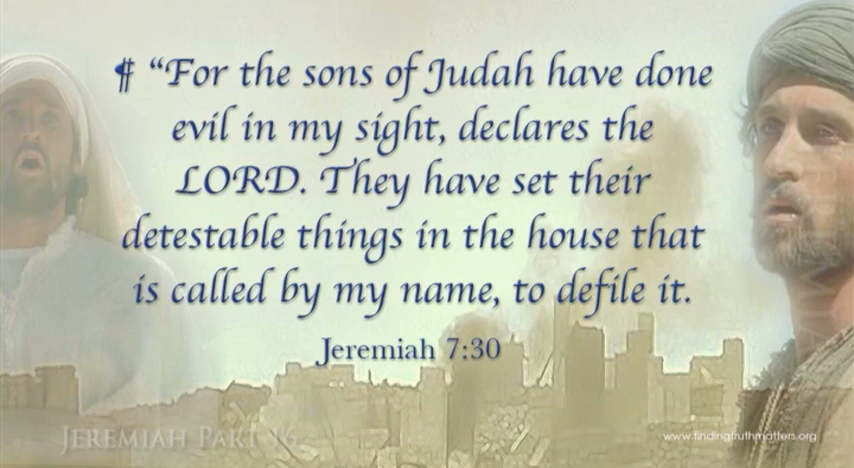 ¶ “For the sons of Judah have done
evil in my sight, declares the
LORD. They have set their
detestable things in the house that
is called by my name, to defile it.
Jeremiah 7:30
JEREMIAH PART 16
www.findingtruthmatters.org